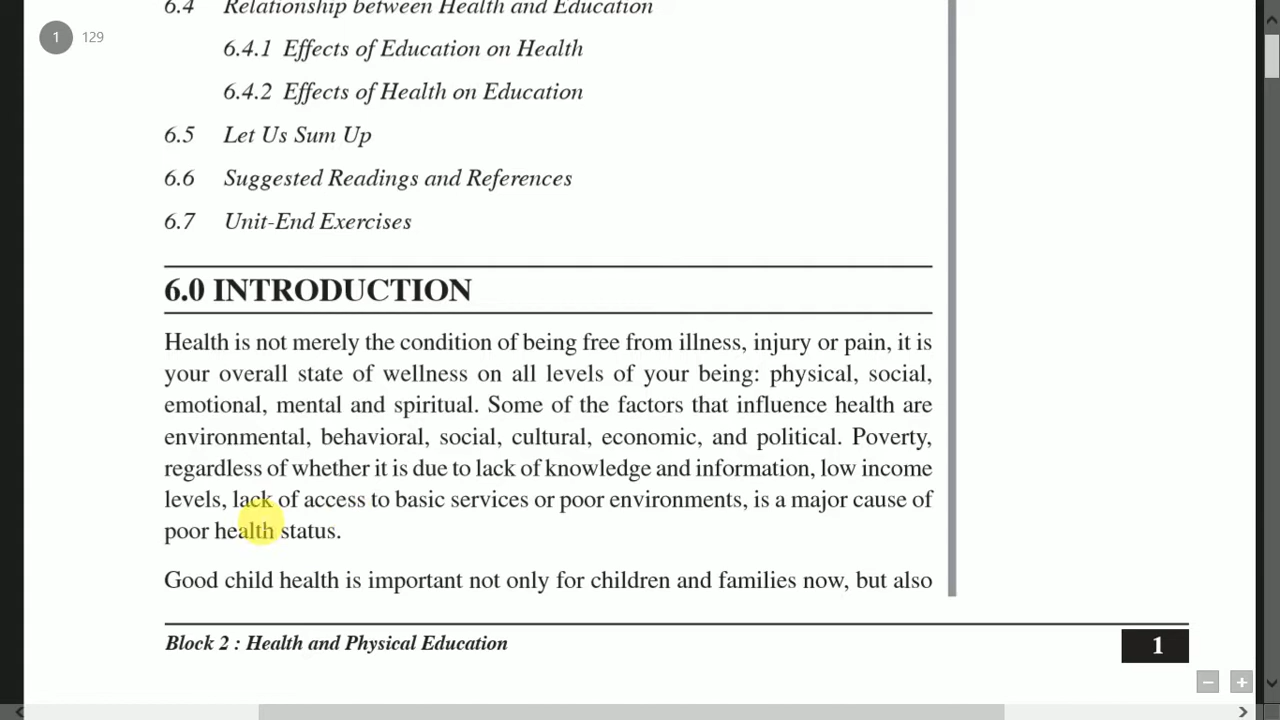 1 129
6.4 Relationship between Health and Education
6.4.1 Effects of Education on Health
6.4.2 Effects of Health on Education
6.5 Let Us Sum Up
6.6 Suggested Readings and References
6.7 Unit-End Exercises
6.0 INTRODUCTION
Health is not merely the condition of being free from illness, injury or pain, it is
your overall state of wellness on all levels of your being: physical, social,
emotional, mental and spiritual. Some of the factors that influence health are
environmental, behavioral, social, cultural, economic, and political. Poverty,
regardless of whether it is due to lack of knowledge and information, low income
levels, lack of access to basic services or poor environments, is a major cause of
poor health status.
Good child health is important not only for children and families now, but also
Block 2 : Health and Physical Education 1